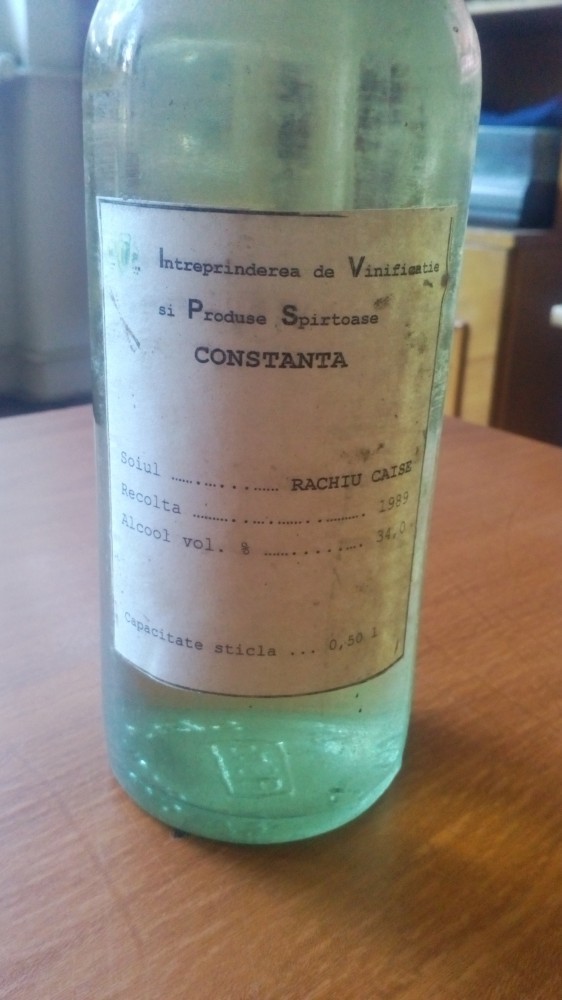 Intreprinderea de Vinificatie
si Produse Spirtoase
CONSTANTA
Soiul ............ RACHIU CAISE
Recolta ................... 1989
Alcool vol. % ........... 34,0
Capacitate sticla ... 0,50 l